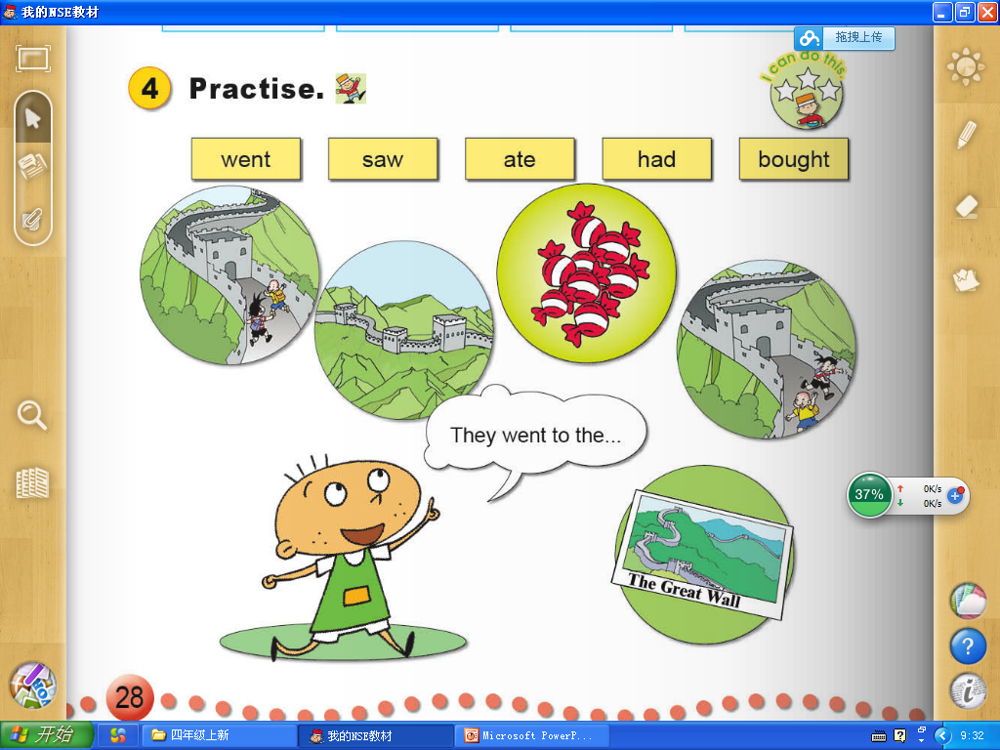 我的NSE教材
拖拽上传
4 Practise.
I can do this.
went saw ate had bought
They went to the...
37% 0K/s
0K/s
The Great Wall
28
开始 四年级上新 我的NSE教材 Microsoft PowerP... 9:32